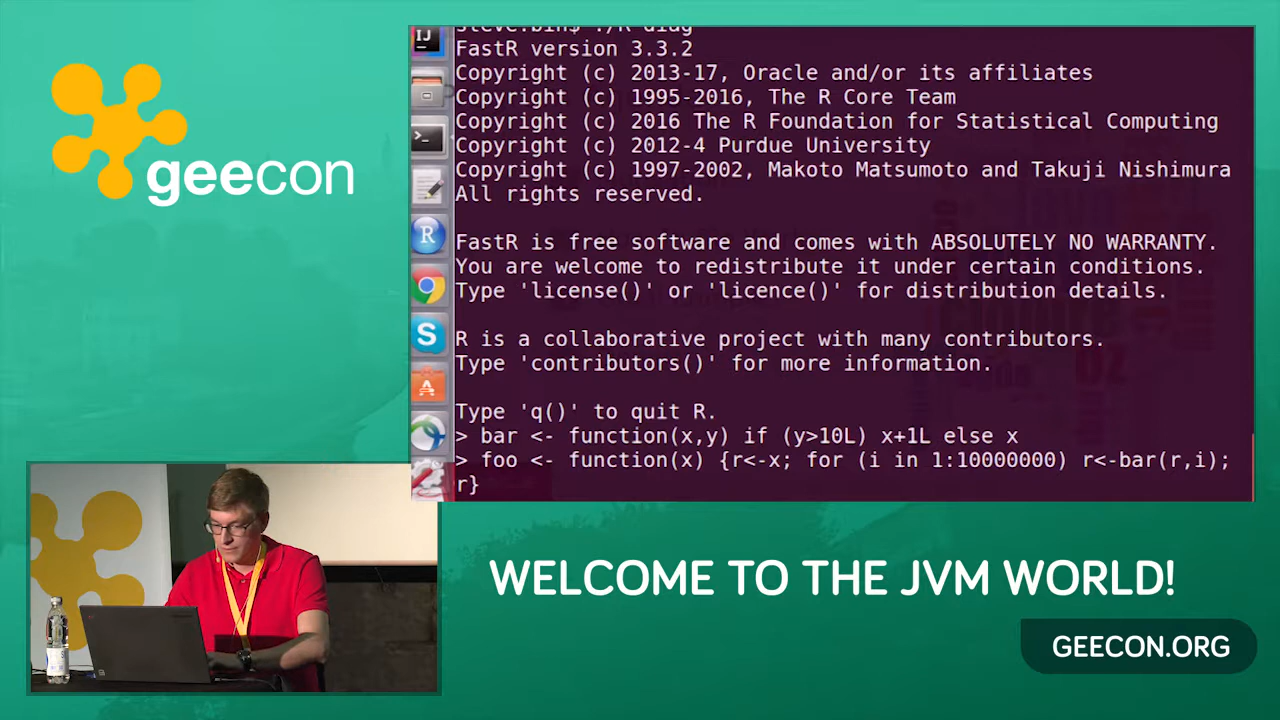 geecon
steve:bin$ ./R diag
FastR version 3.3.2
Copyright (c) 2013-17, Oracle and/or its affiliates
Copyright (c) 1995-2016, The R Core Team
Copyright (c) 2016 The R Foundation for Statistical Computing
Copyright (c) 2012-4 Purdue University
Copyright (c) 1997-2002, Makoto Matsumoto and Takuji Nishimura
All rights reserved.
FastR is free software and comes with ABSOLUTELY NO WARRANTY.
You are welcome to redistribute it under certain conditions.
Type 'license()' or 'licence()' for distribution details.
R is a collaborative project with many contributors.
Type 'contributors()' for more information.
Type 'q()' to quit R.
> bar <- function(x,y) if (y>10L) x+1L else x
> foo <- function(x) {r<-x; for (i in 1:10000000) r<-bar(r,i);
r}
WELCOME TO THE JVM WORLD!
GEECON.ORG